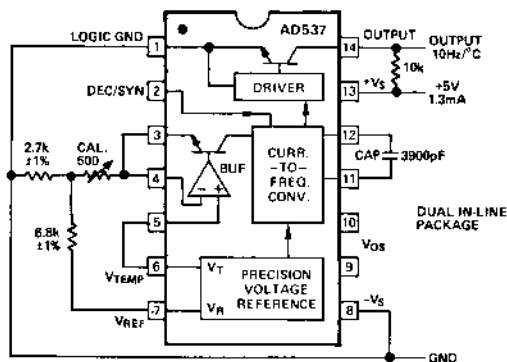 AD537
LOGIC GND
1
14
OUTPUT
OUTPUT
10Hz/°C
DRIVER
10k
DEC/SYN
2
13
+VS
+5V
1.3mA
3
12
2.7k
±1%
CAL.
500
BUF
CURR.
-TO-
FREQ.
CONV.
CAP
3900pF
4
11
- +
5
10
DUAL IN-LINE
PACKAGE
6.8k
±1%
VOS
6
9
VTEMP
VT
PRECISION
VOLTAGE
REFERENCE
7
8
VREF
VR
-VS
GND